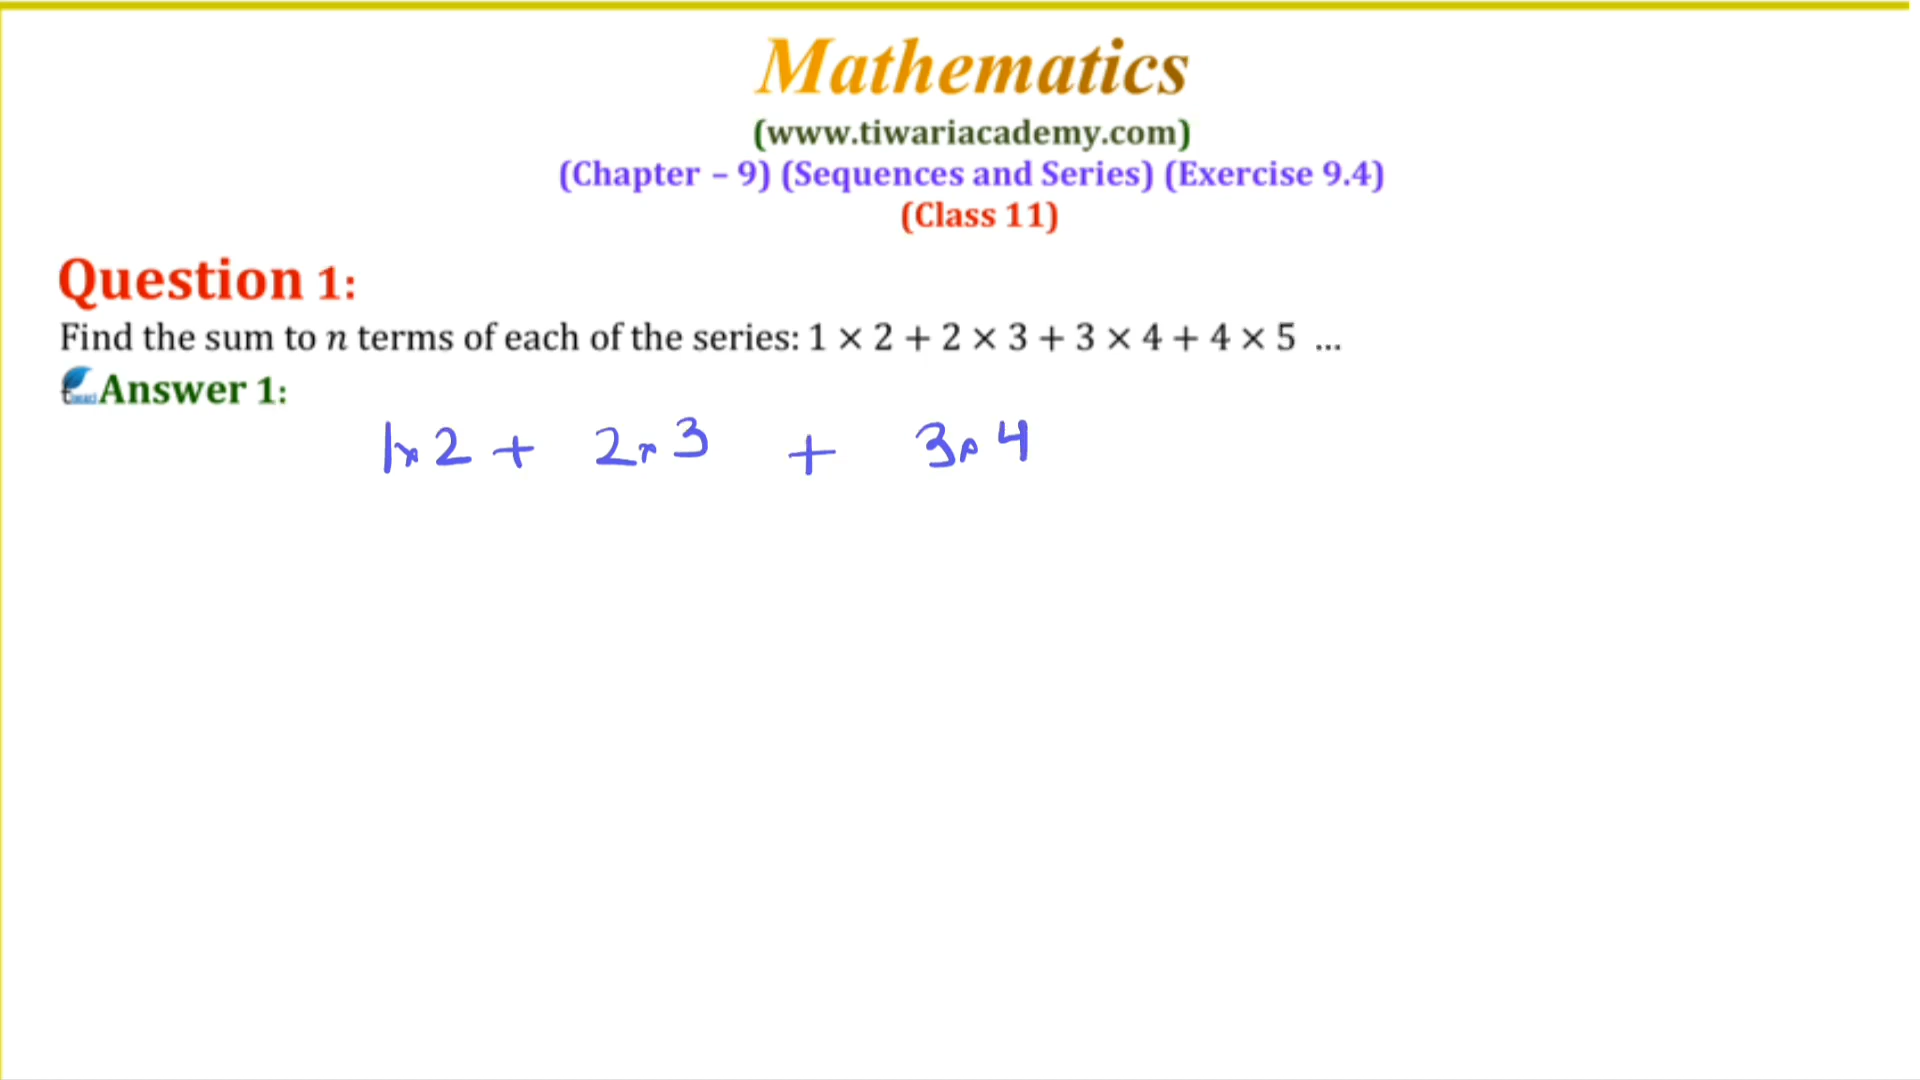 Mathematics
(www.tiwariacademy.com)
(Chapter – 9) (Sequences and Series) (Exercise 9.4)
(Class 11)
Question 1:
Find the sum to n terms of each of the series: 1 × 2 + 2 × 3 + 3 × 4 + 4 × 5 ...
Answer 1:
1×2 + 2×3 + 3×4